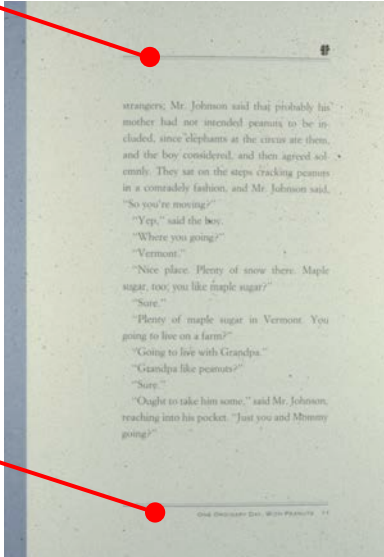 strangers; Mr. Johnson said that probably his
mother had not intended peanuts to be in-
cluded, since elephants at the circus ate them,
and the boy considered, and then agreed sol-
emnly. They sat on the steps cracking peanuts
in a comradely fashion, and Mr. Johnson said,
"So you're moving?"
"Yep," said the boy.
"Where you going?"
"Vermont."
"Nice place. Plenty of snow there. Maple
sugar, too; you like maple sugar?"
"Sure."
"Plenty of maple sugar in Vermont. You
going to live on a farm?"
"Going to live with Grandpa."
"Grandpa like peanuts?"
"Sure."
"Ought to take him some," said Mr. Johnson,
reaching into his pocket. "Just you and Mommy
going?"
One Ordinary Day, With Peanuts 11